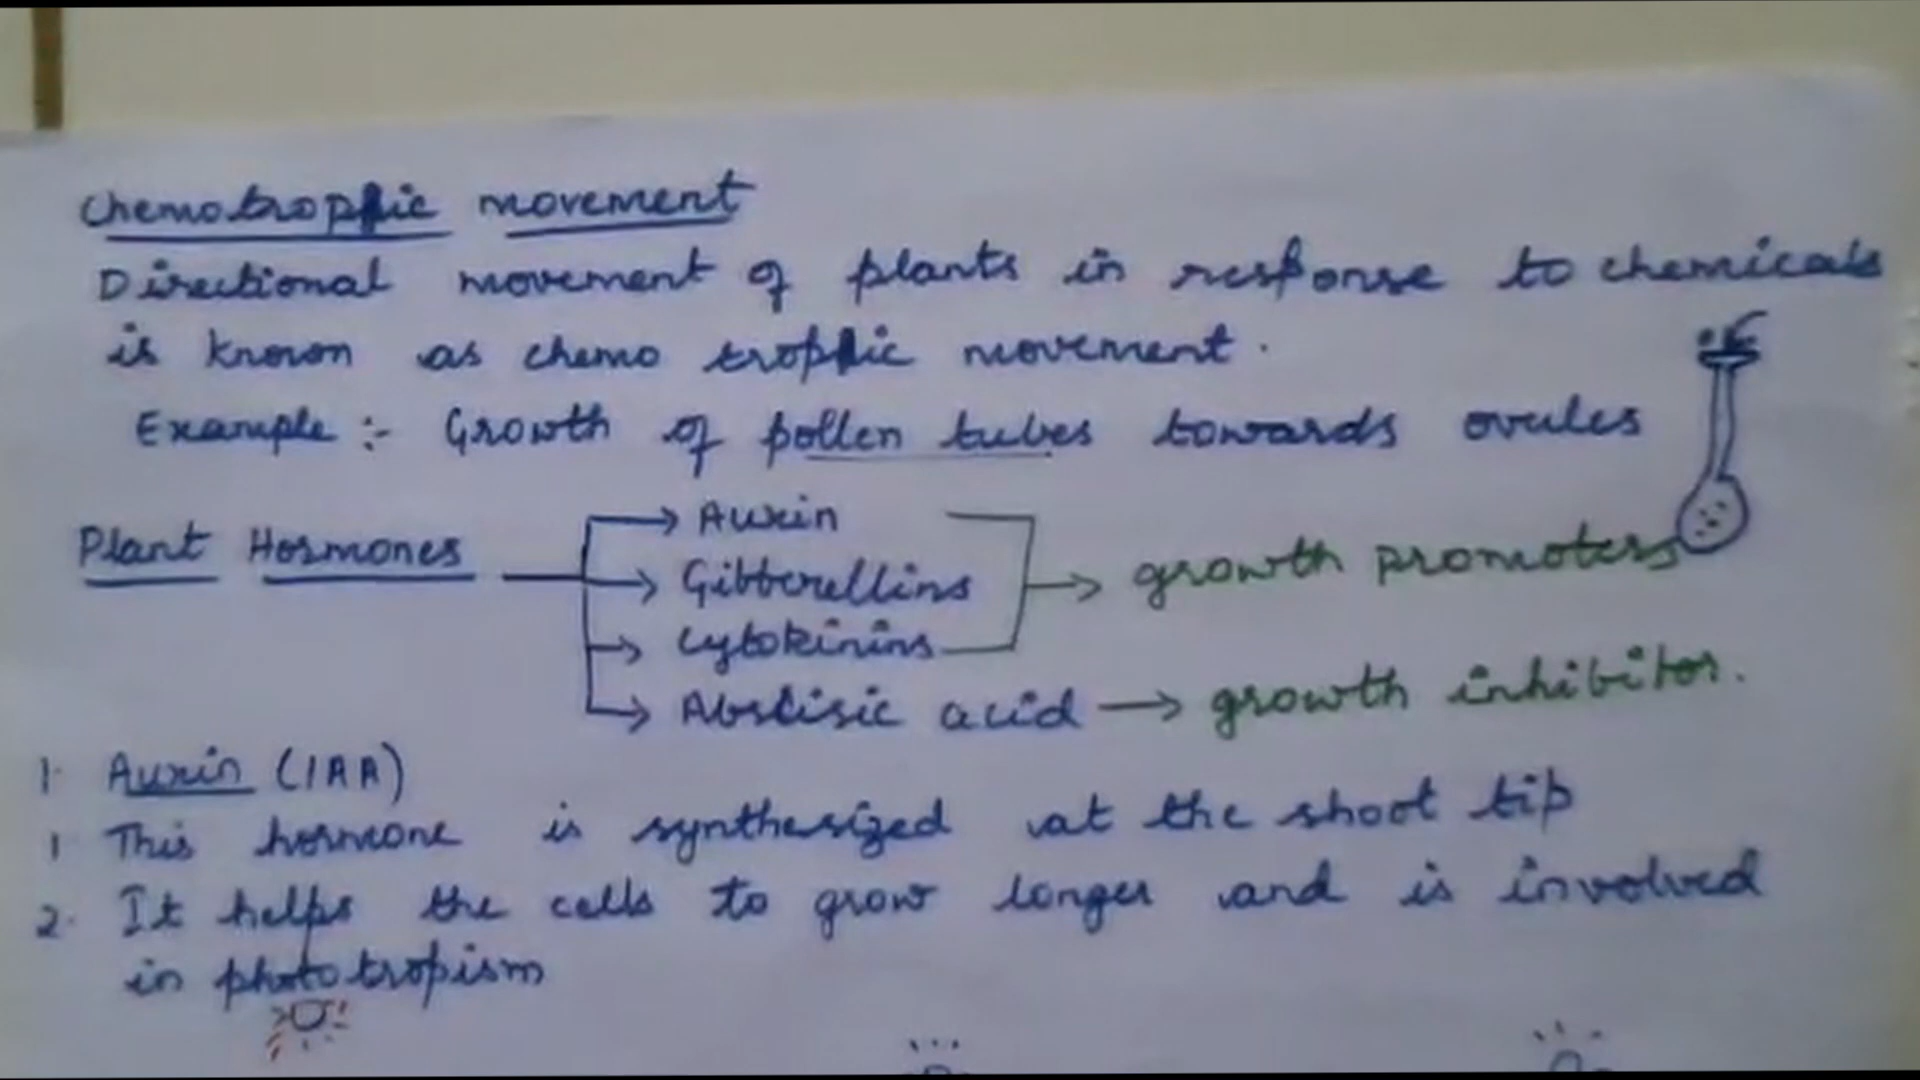 Chemotropic movement
Directional movement of plants in response to chemicals
is known as chemo tropic movement.
Example :- Growth of pollen tubes towards ovules
Plant Hormones → Auxin
→ Gibberellins → growth promoters
→ Cytokinins
→ Abscisic acid → growth inhibitor.
1. Auxin (IAA)
1 This hormone is synthesized at the shoot tip
2. It helps the cells to grow longer and is involved
in phototropism